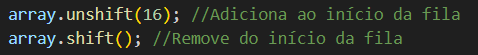 array.unshift(16); //Adiciona ao início da fila
array.shift(); //Remove do início da fila